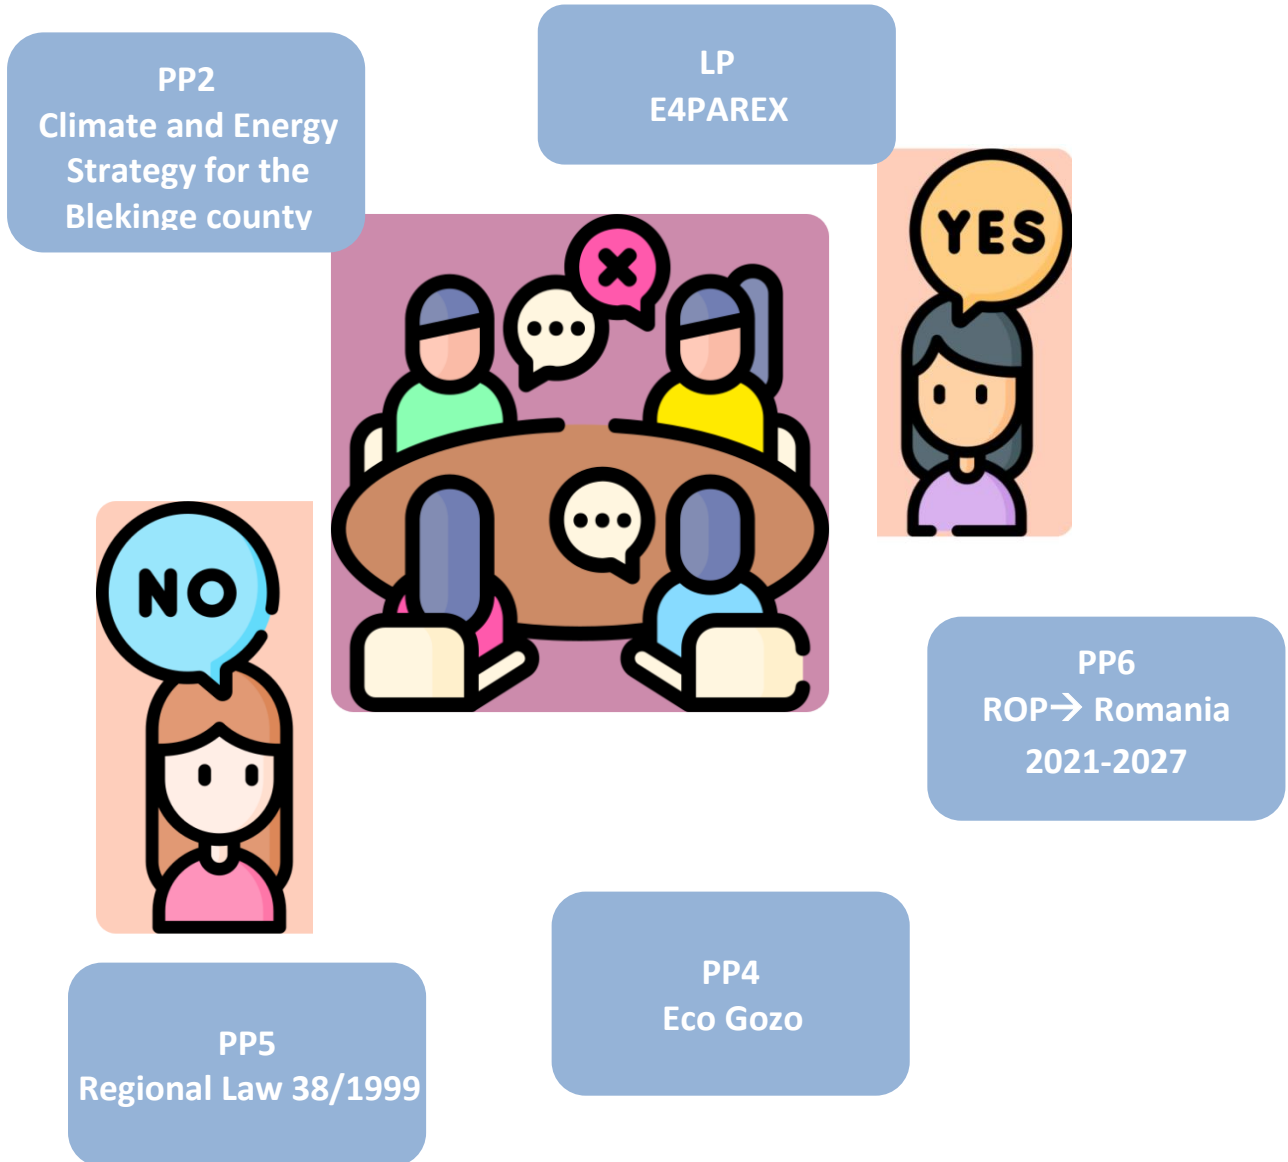 PP2
Climate and Energy
Strategy for the
Blekinge county
LP
E4PAREX
YES
NO
PP6
ROP→ Romania
2021-2027
PP4
Eco Gozo
PP5
Regional Law 38/1999